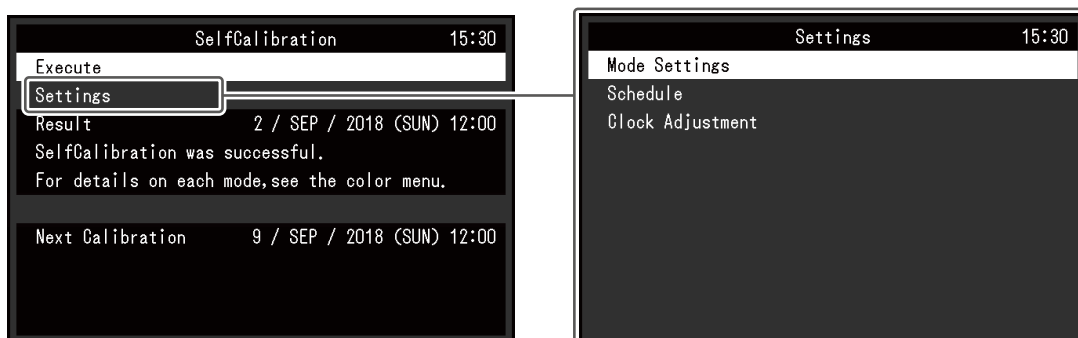 SelfCalibration 15:30
Execute
Settings
Result 2 / SEP / 2018 (SUN) 12:00
SelfCalibration was successful.
For details on each mode,see the color menu.
Next Calibration 9 / SEP / 2018 (SUN) 12:00
Settings 15:30
Mode Settings
Schedule
Clock Adjustment